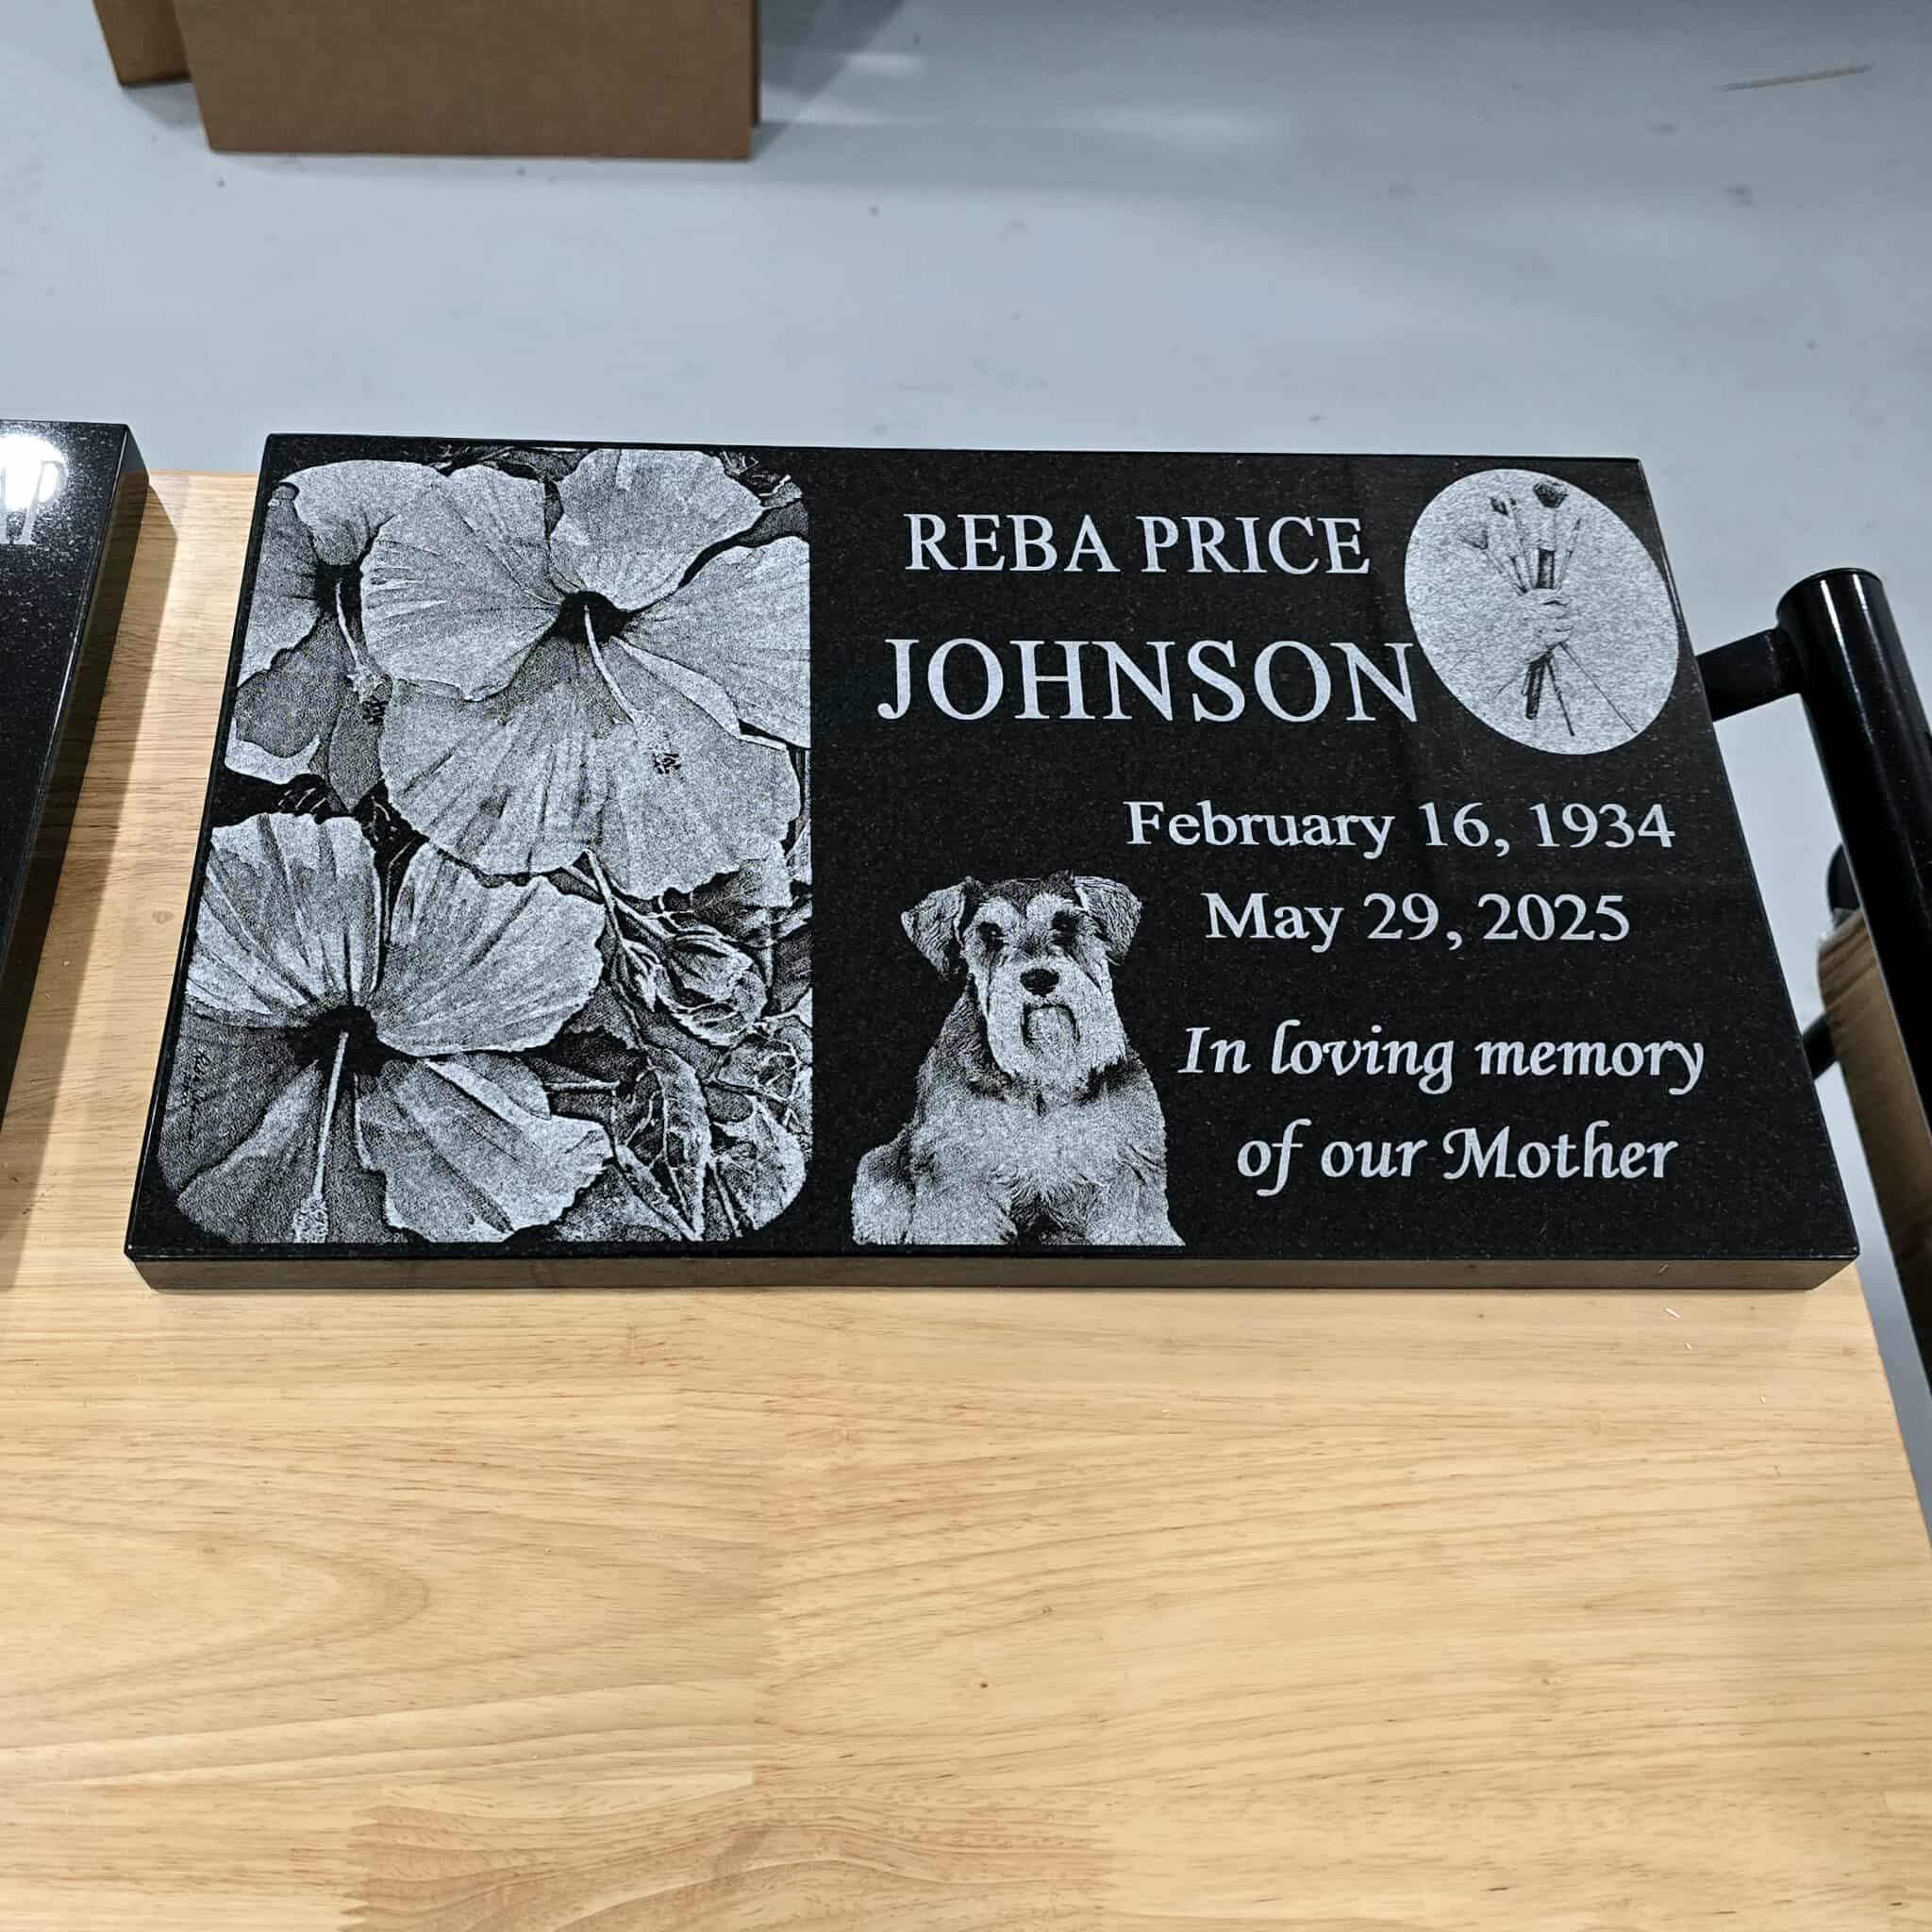 REBA PRICE
JOHNSON
February 16, 1934
May 29, 2025
In loving memory
of our Mother